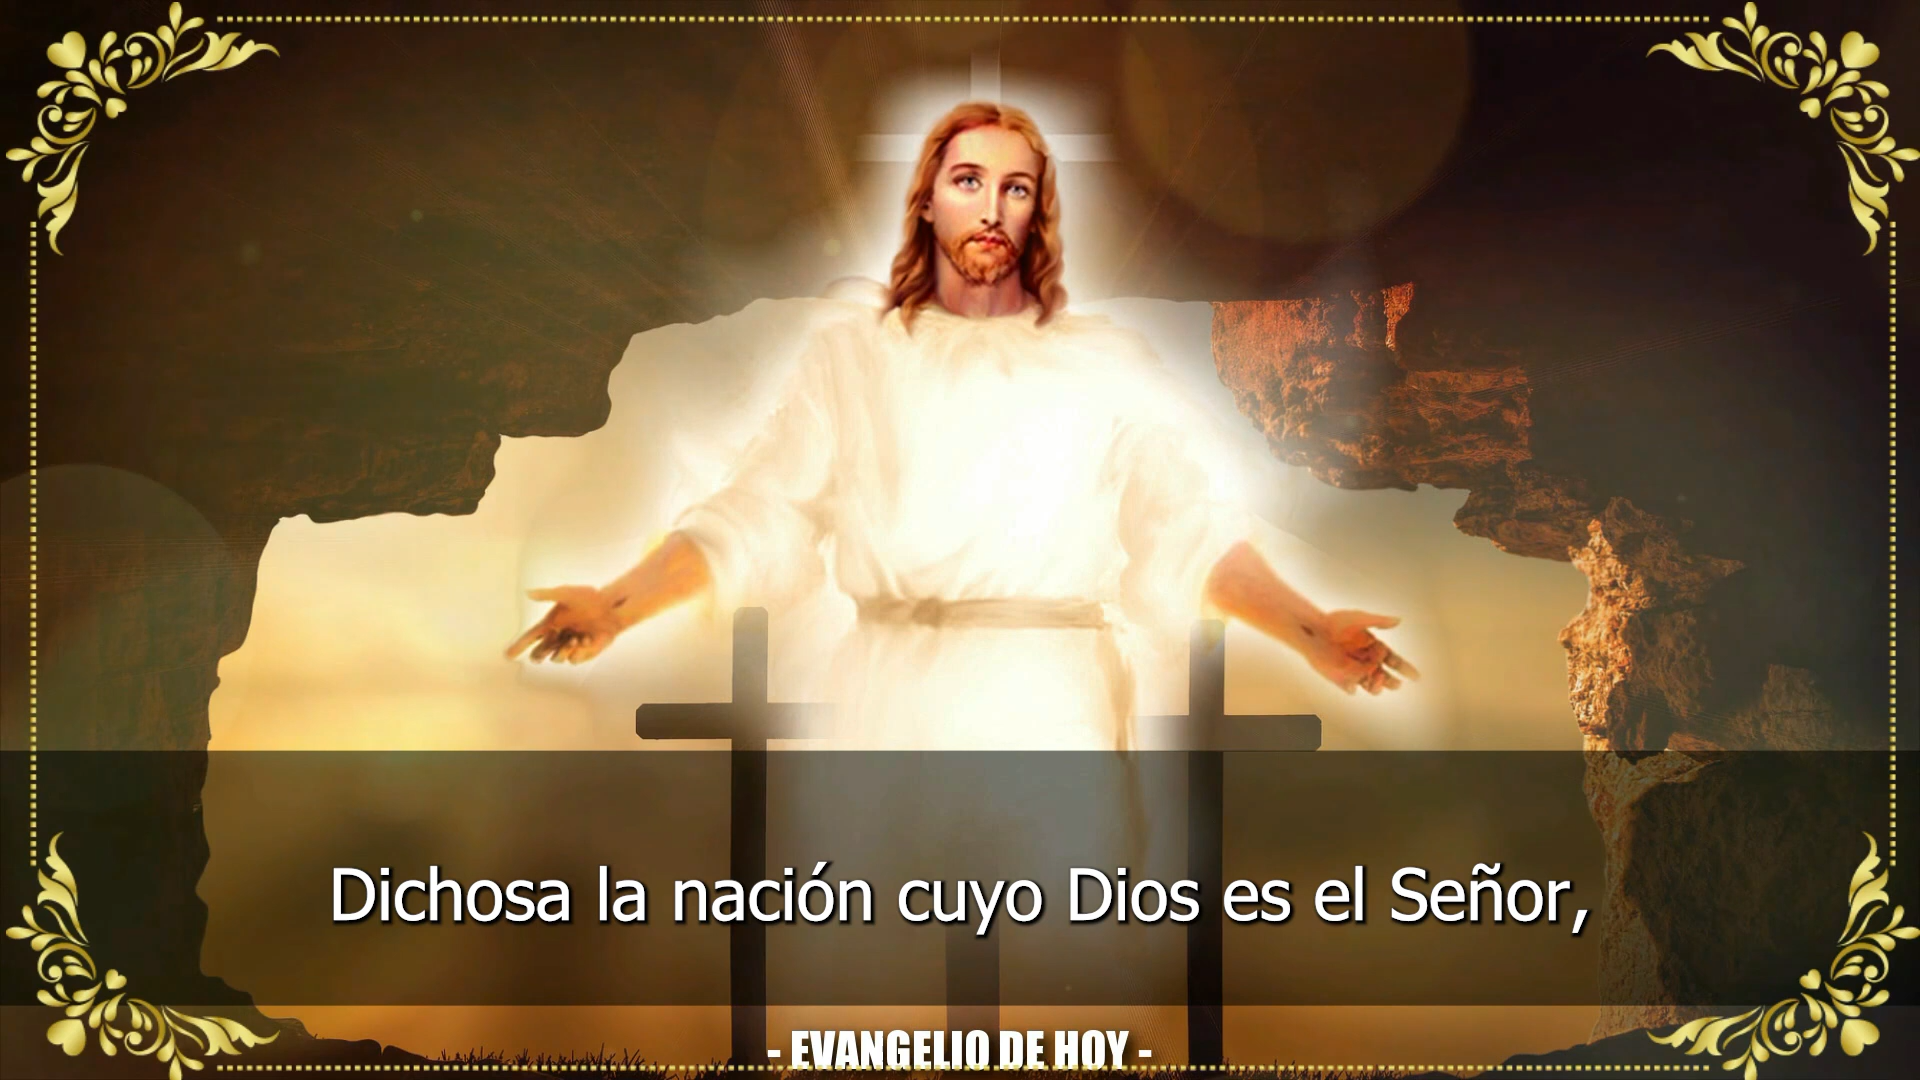 Dichosa la nación cuyo Dios es el Señor,
- EVANGELIO DE HOY -